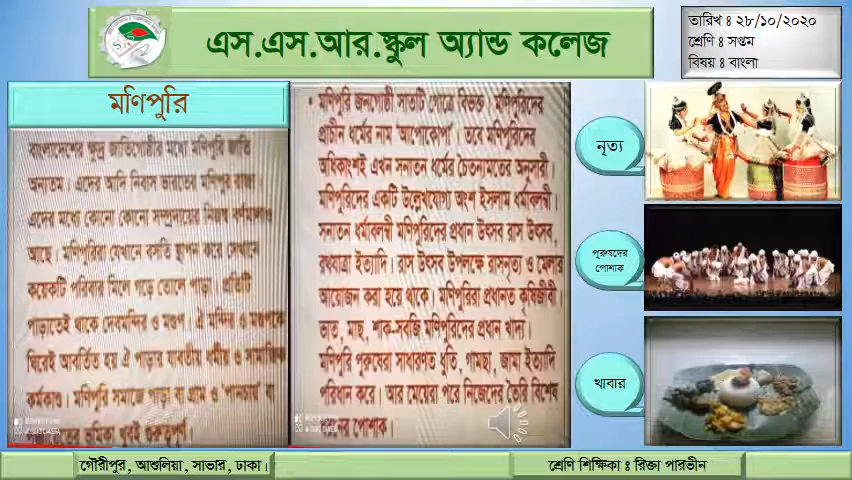 এস.এস.আর.স্কুল অ্যান্ড কলেজ
তারিখ ঃ ২৮/১০/২০২০
শ্রেণি ঃ সপ্তম
বিষয় ঃ বাংলা
মণিপুরি
বাংলাদেশের ক্ষুদ্র জাতিগোষ্ঠীর মধ্যে মণিপুরি জাতি
অন্যতম। এদের আদি নিবাস ভারতের মণিপুর রাজ্য
এদের মধ্যে কোনো কোনো সম্প্রদায়ের নিজস্ব বর্ণমালাও
আছে। মণিপুরিরা যেখানে বসতি স্থাপন করে সেখানে
কয়েকটি পরিবার মিলে গড়ে তোলে পাড়া। প্রতিটি
পাড়াতেই থাকে দেবমন্দির ও মণ্ডপ। ঐ মন্দির ও মণ্ডপকে
ঘিরেই আবর্তিত হয় ঐ পাড়ার যাবতীয় ধর্মীয় ও সামাজিক
কর্মকাণ্ড। মণিপুরি সমাজে পাড়া বা গ্রাম ও 'পানচায়' বা
ভূমিকা খুবই গুরুত্বপূর্ণ।
• মণিপুরি জনগোষ্ঠী সাতটি গোত্রে বিভক্ত। মণিপুরিদের
প্রাচীন ধর্মের নাম 'আপোকপা'। তবে মণিপুরিদের
অধিকাংশই এখন সনাতন ধর্মের চৈতন্যমতের অনুসারী।
মণিপুরিদের একটি উল্লেখযোগ্য অংশ ইসলাম ধর্মাবলম্বী।
সনাতন ধর্মাবলম্বী মণিপুরিদের প্রধান উৎসব রাস উৎসব,
রথযাত্রা ইত্যাদি। রাস উৎসব উপলক্ষে রাসনৃত্য ও মেলার
আয়োজন করা হয়ে থাকে। মণিপুরিরা প্রধানত কৃষিজীবী।
ভাত, মাছ, শাক-সবজি মণিপুরিদের প্রধান খাদ্য।
মণিপুরি পুরুষেরা সাধারণত ধুতি, গামছা, জামা ইত্যাদি
পরিধান করে। আর মেয়েরা পরে নিজেদের তৈরি বিশেষ
পোশাক।
নৃত্য
পুরুষদের
পোশাক
খাবার
গৌরীপুর, আশুলিয়া, সাভার, ঢাকা।
শ্রেণি শিক্ষিকা ঃ রিক্তা পারভীন